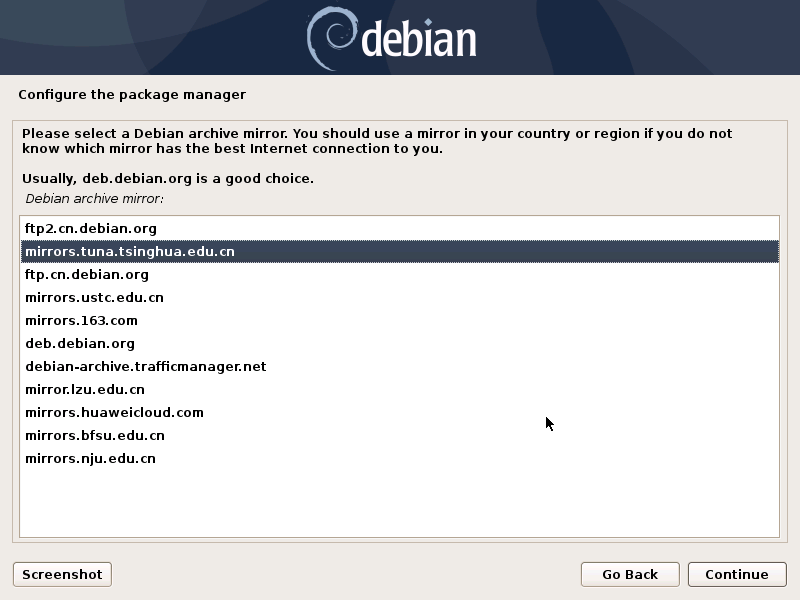 debian
Configure the package manager
Please select a Debian archive mirror. You should use a mirror in your country or region if you do not
know which mirror has the best Internet connection to you.
Usually, deb.debian.org is a good choice.
Debian archive mirror:
ftp2.cn.debian.org
mirrors.tuna.tsinghua.edu.cn
ftp.cn.debian.org
mirrors.ustc.edu.cn
mirrors.163.com
deb.debian.org
debian-archive.trafficmanager.net
mirror.lzu.edu.cn
mirrors.huaweicloud.com
mirrors.bfsu.edu.cn
mirrors.nju.edu.cn
Screenshot Go Back Continue